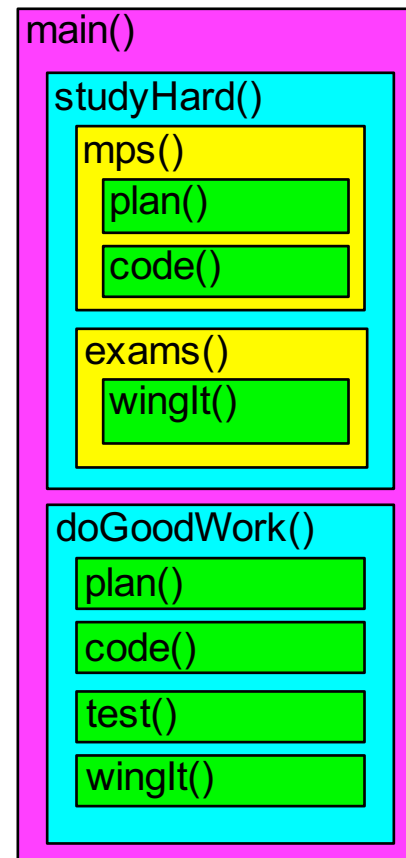 main()
studyHard()
mps()
plan()
code()
exams()
wingIt()
doGoodWork()
plan()
code()
test()
wingIt()